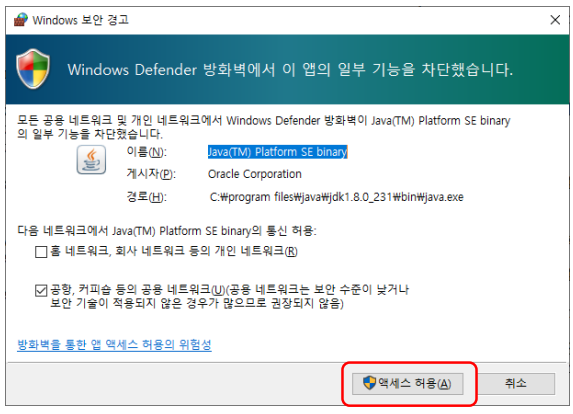 Windows 보안 경고
Windows Defender 방화벽에서 이 앱의 일부 기능을 차단했습니다.
모든 공용 네트워크 및 개인 네트워크에서 Windows Defender 방화벽이 Java(TM) Platform SE binary
의 일부 기능을 차단했습니다.
이름(N): Java(TM) Platform SE binary
게시자(P): Oracle Corporation
경로(H): C:₩program files₩java₩jdk1.8.0_231₩bin₩java.exe
다음 네트워크에서 Java(TM) Platform SE binary의 통신 허용:
홈 네트워크, 회사 네트워크 등의 개인 네트워크(R)
공항, 커피숍 등의 공용 네트워크(U)(공용 네트워크는 보안 수준이 낮거나
보안 기술이 적용되지 않은 경우가 많으므로 권장되지 않음)
방화벽을 통한 앱 액세스 허용의 위험성
액세스 허용(A) 취소